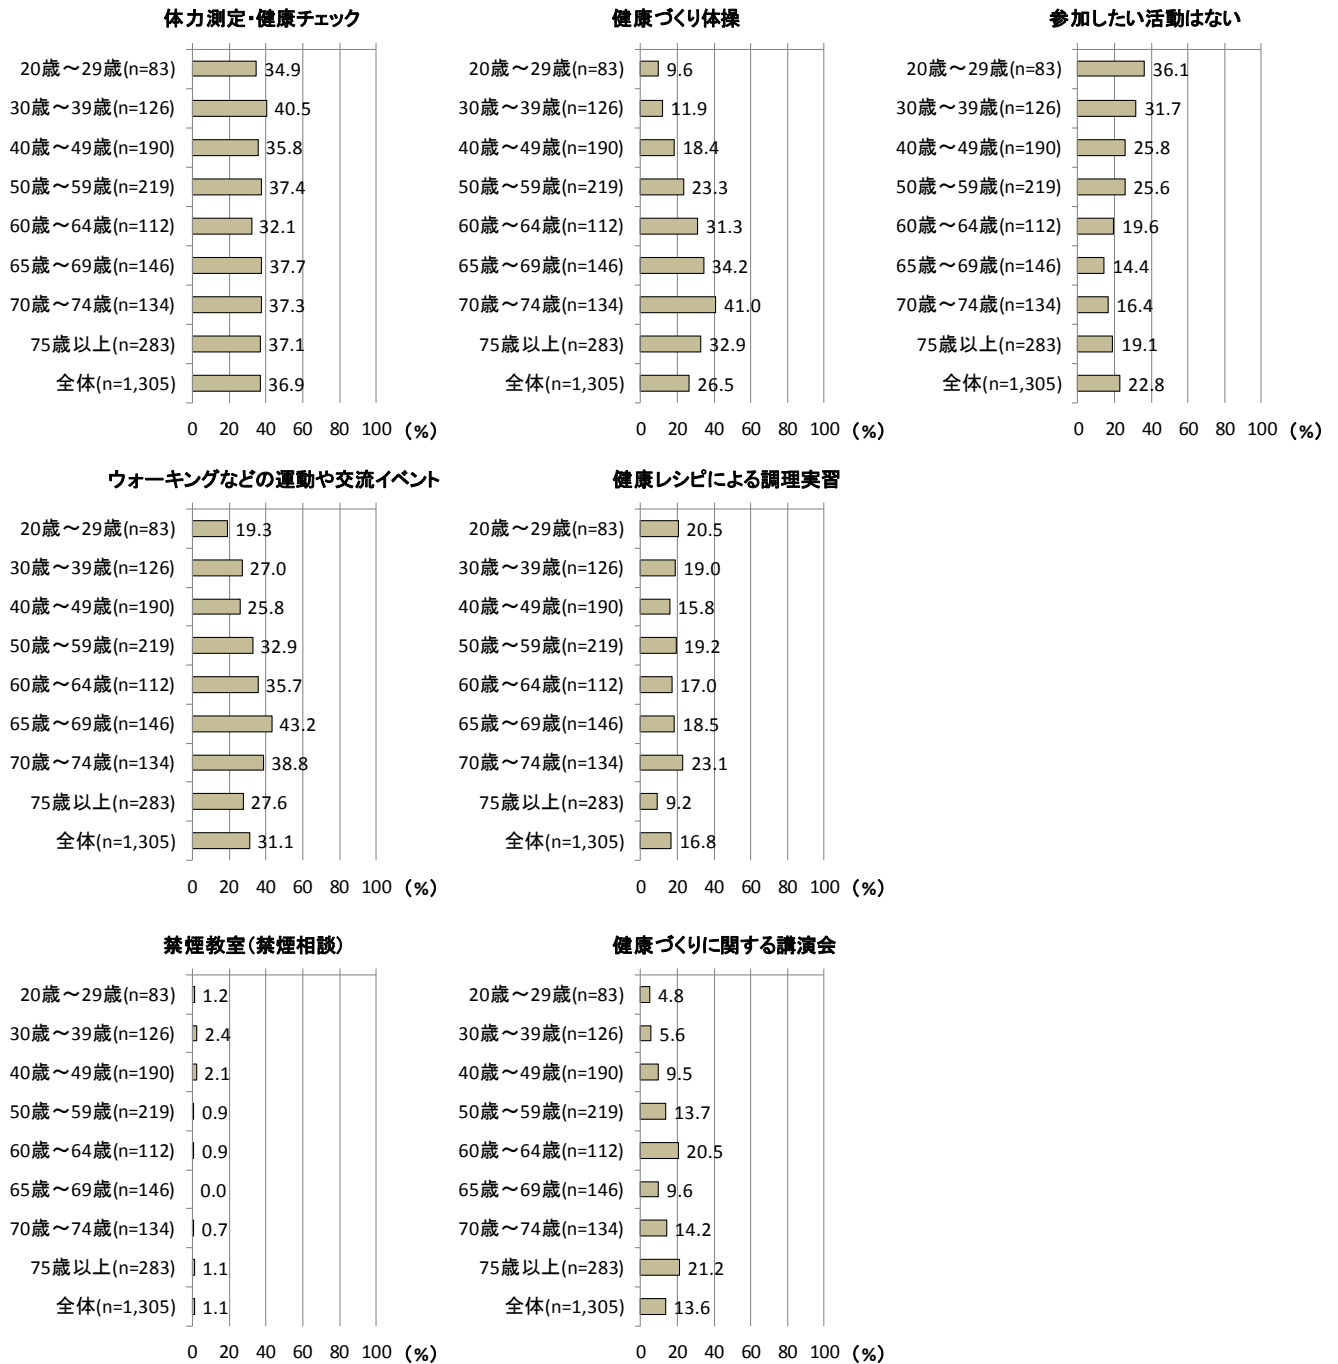 体力測定・健康チェック
20歳～29歳(n=83) 34.9
30歳～39歳(n=126) 40.5
40歳～49歳(n=190) 35.8
50歳～59歳(n=219) 37.4
60歳～64歳(n=112) 32.1
65歳～69歳(n=146) 37.7
70歳～74歳(n=134) 37.3
75歳以上(n=283) 37.1
全体(n=1,305) 36.9
0 20 40 60 80 100 (%)
健康づくり体操
20歳～29歳(n=83) 9.6
30歳～39歳(n=126) 11.9
40歳～49歳(n=190) 18.4
50歳～59歳(n=219) 23.3
60歳～64歳(n=112) 31.3
65歳～69歳(n=146) 34.2
70歳～74歳(n=134) 41.0
75歳以上(n=283) 32.9
全体(n=1,305) 26.5
0 20 40 60 80 100 (%)
参加したい活動はない
20歳～29歳(n=83) 36.1
30歳～39歳(n=126) 31.7
40歳～49歳(n=190) 25.8
50歳～59歳(n=219) 25.6
60歳～64歳(n=112) 19.6
65歳～69歳(n=146) 14.4
70歳～74歳(n=134) 16.4
75歳以上(n=283) 19.1
全体(n=1,305) 22.8
0 20 40 60 80 100 (%)
ウォーキングなどの運動や交流イベント
20歳～29歳(n=83) 19.3
30歳～39歳(n=126) 27.0
40歳～49歳(n=190) 25.8
50歳～59歳(n=219) 32.9
60歳～64歳(n=112) 35.7
65歳～69歳(n=146) 43.2
70歳～74歳(n=134) 38.8
75歳以上(n=283) 27.6
全体(n=1,305) 31.1
0 20 40 60 80 100 (%)
健康レシピによる調理実習
20歳～29歳(n=83) 20.5
30歳～39歳(n=126) 19.0
40歳～49歳(n=190) 15.8
50歳～59歳(n=219) 19.2
60歳～64歳(n=112) 17.0
65歳～69歳(n=146) 18.5
70歳～74歳(n=134) 23.1
75歳以上(n=283) 9.2
全体(n=1,305) 16.8
0 20 40 60 80 100 (%)
禁煙教室(禁煙相談)
20歳～29歳(n=83) 1.2
30歳～39歳(n=126) 2.4
40歳～49歳(n=190) 2.1
50歳～59歳(n=219) 0.9
60歳～64歳(n=112) 0.9
65歳～69歳(n=146) 0.0
70歳～74歳(n=134) 0.7
75歳以上(n=283) 1.1
全体(n=1,305) 1.1
0 20 40 60 80 100 (%)
健康づくりに関する講演会
20歳～29歳(n=83) 4.8
30歳～39歳(n=126) 5.6
40歳～49歳(n=190) 9.5
50歳～59歳(n=219) 13.7
60歳～64歳(n=112) 20.5
65歳～69歳(n=146) 9.6
70歳～74歳(n=134) 14.2
75歳以上(n=283) 21.2
全体(n=1,305) 13.6
0 20 40 60 80 100 (%)